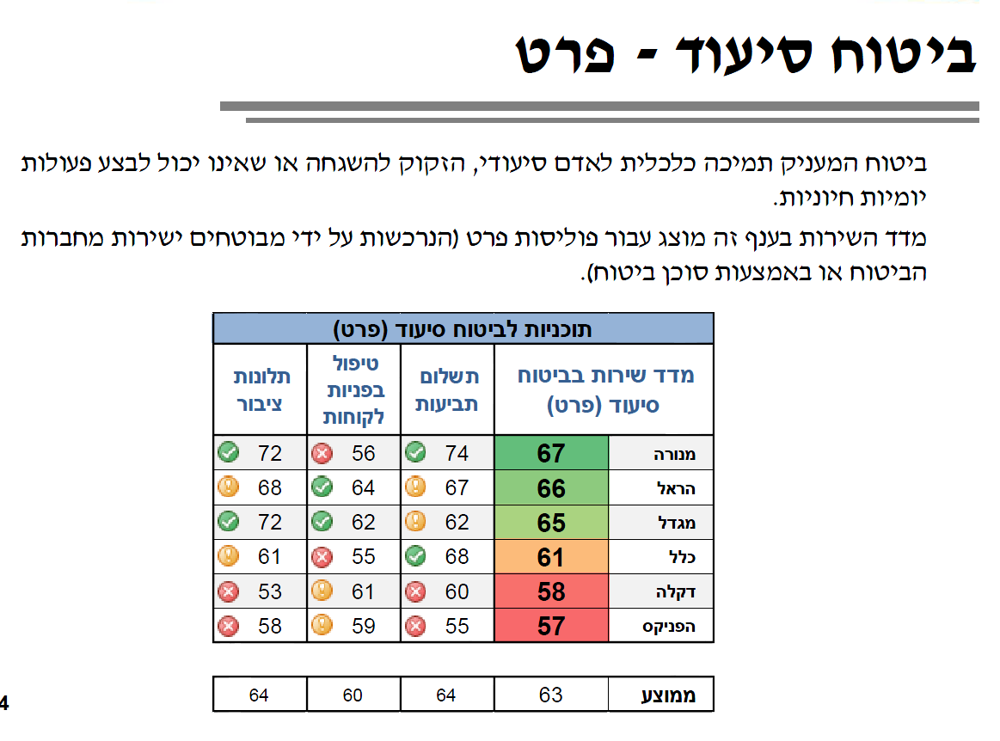 ביטוח סיעוד - פרט
ביטוח המעניק תמיכה כלכלית לאדם סיעודי, הזקוק להשגחה או שאינו יכול לבצע פעולות
יומיות חיוניות.
מדד השירות בענף זה מוצג עבור פוליסות פרט (הנרכשות על ידי מבוטחים ישירות מחברות
הביטוח או באמצעות סוכן ביטוח).
תוכניות לביטוח סיעוד (פרט)
מדד שירות בביטוח סיעוד (פרט) תשלום תביעות טיפול בפניות לקוחות תלונות ציבור
מנורה 67 74 56 72
הראל 66 67 64 68
מגדל 65 62 62 72
כלל 61 68 55 61
דקלה 58 60 61 53
הפניקס 57 55 59 58
ממוצע 63 64 60 64
4